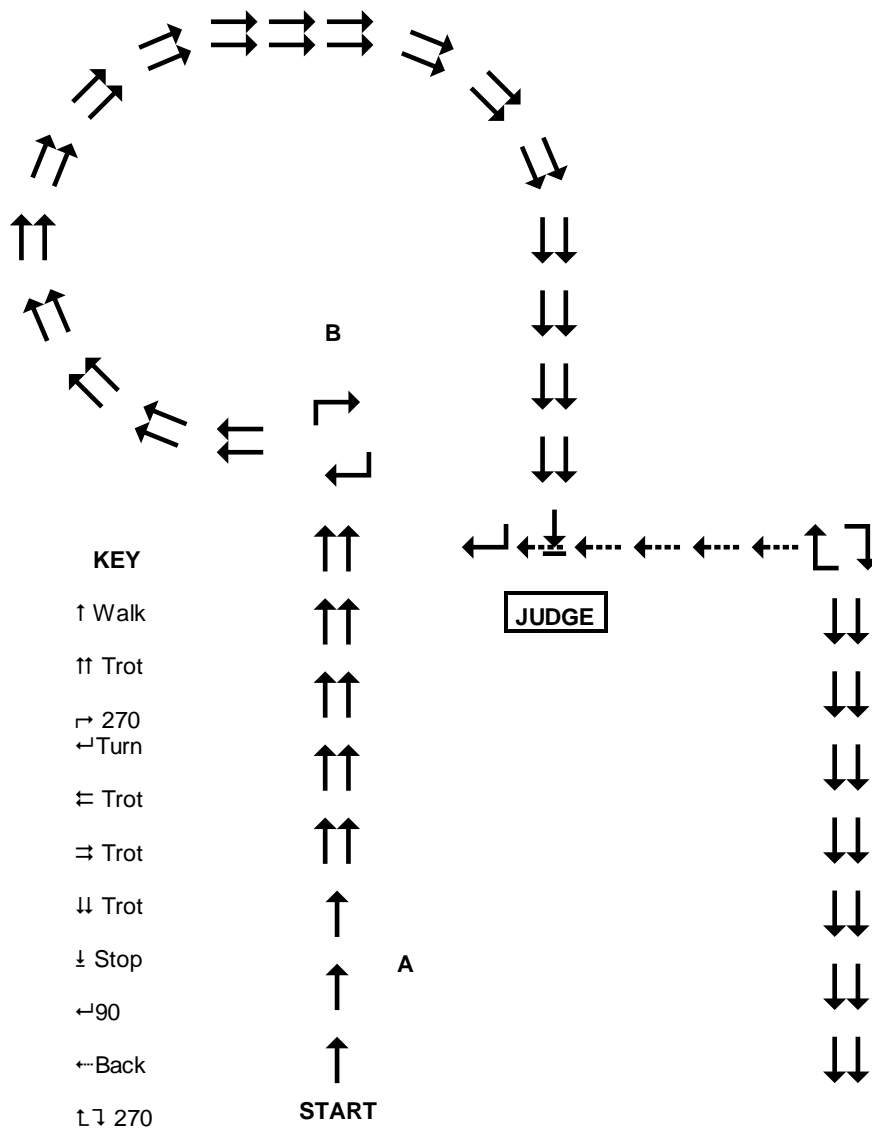 B
KEY
JUDGE
↑ Walk
⇈ Trot
↱ 270
↵Turn
⇇ Trot
⇉ Trot
⇊ Trot
↓ Stop
A
↵90
⇠Back
START
↥↴ 270